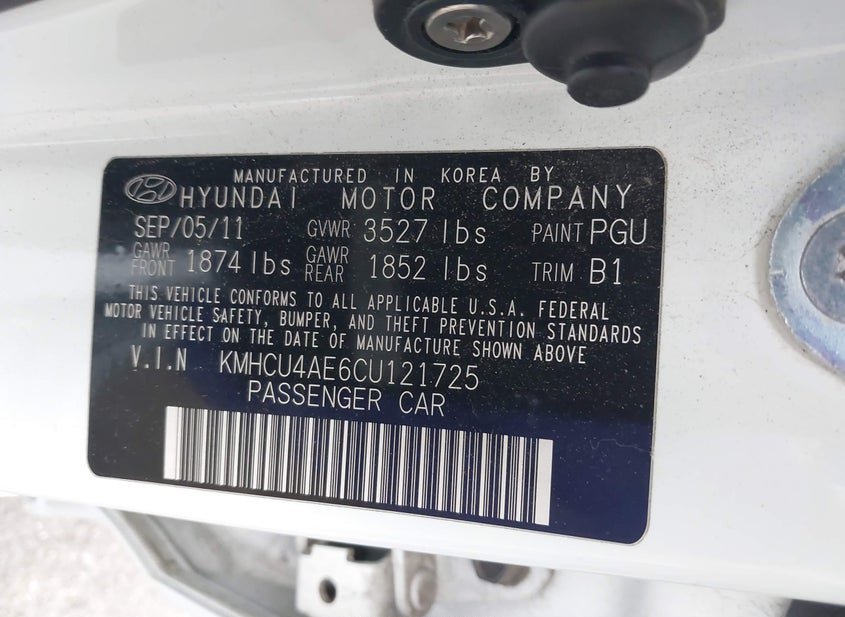 MANUFACTURED IN KOREA BY
HYUNDAI MOTOR COMPANY
SEP/05/11 GVWR 3527 lbs PAINT PGU
GAWR FRONT 1874 lbs GAWR REAR 1852 lbs TRIM B1
THIS VEHICLE CONFORMS TO ALL APPLICABLE U.S.A. FEDERAL
MOTOR VEHICLE SAFETY, BUMPER, AND THEFT PREVENTION STANDARDS
IN EFFECT ON THE DATE OF MANUFACTURE SHOWN ABOVE
V.I.N KMHCU4AE6CU121725
PASSENGER CAR